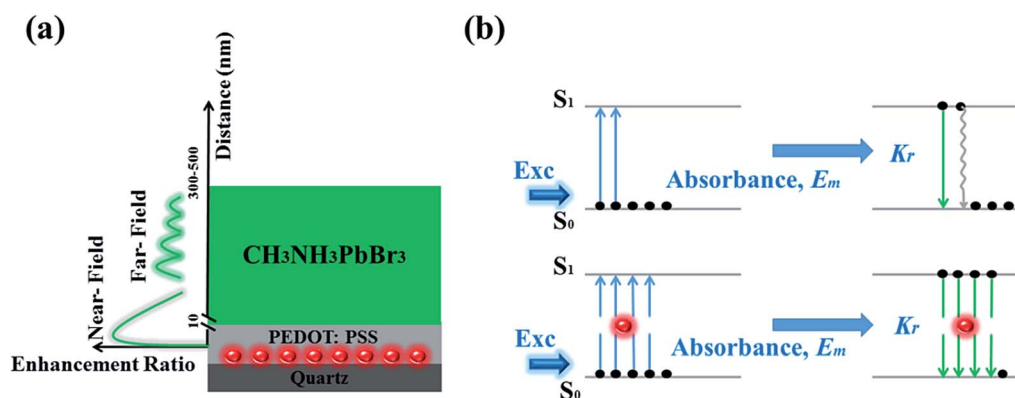 (a)
Distance (nm)
300-500
10
Far- Field
Near-Field
Enhancement Ratio
CH₃NH₃PbBr₃
PEDOT: PSS
Quartz
(b)
S₁
Exc
S₀
Absorbance, Eₘ
Kᵣ
S₁
Exc
S₀
Absorbance, Eₘ
Kᵣ